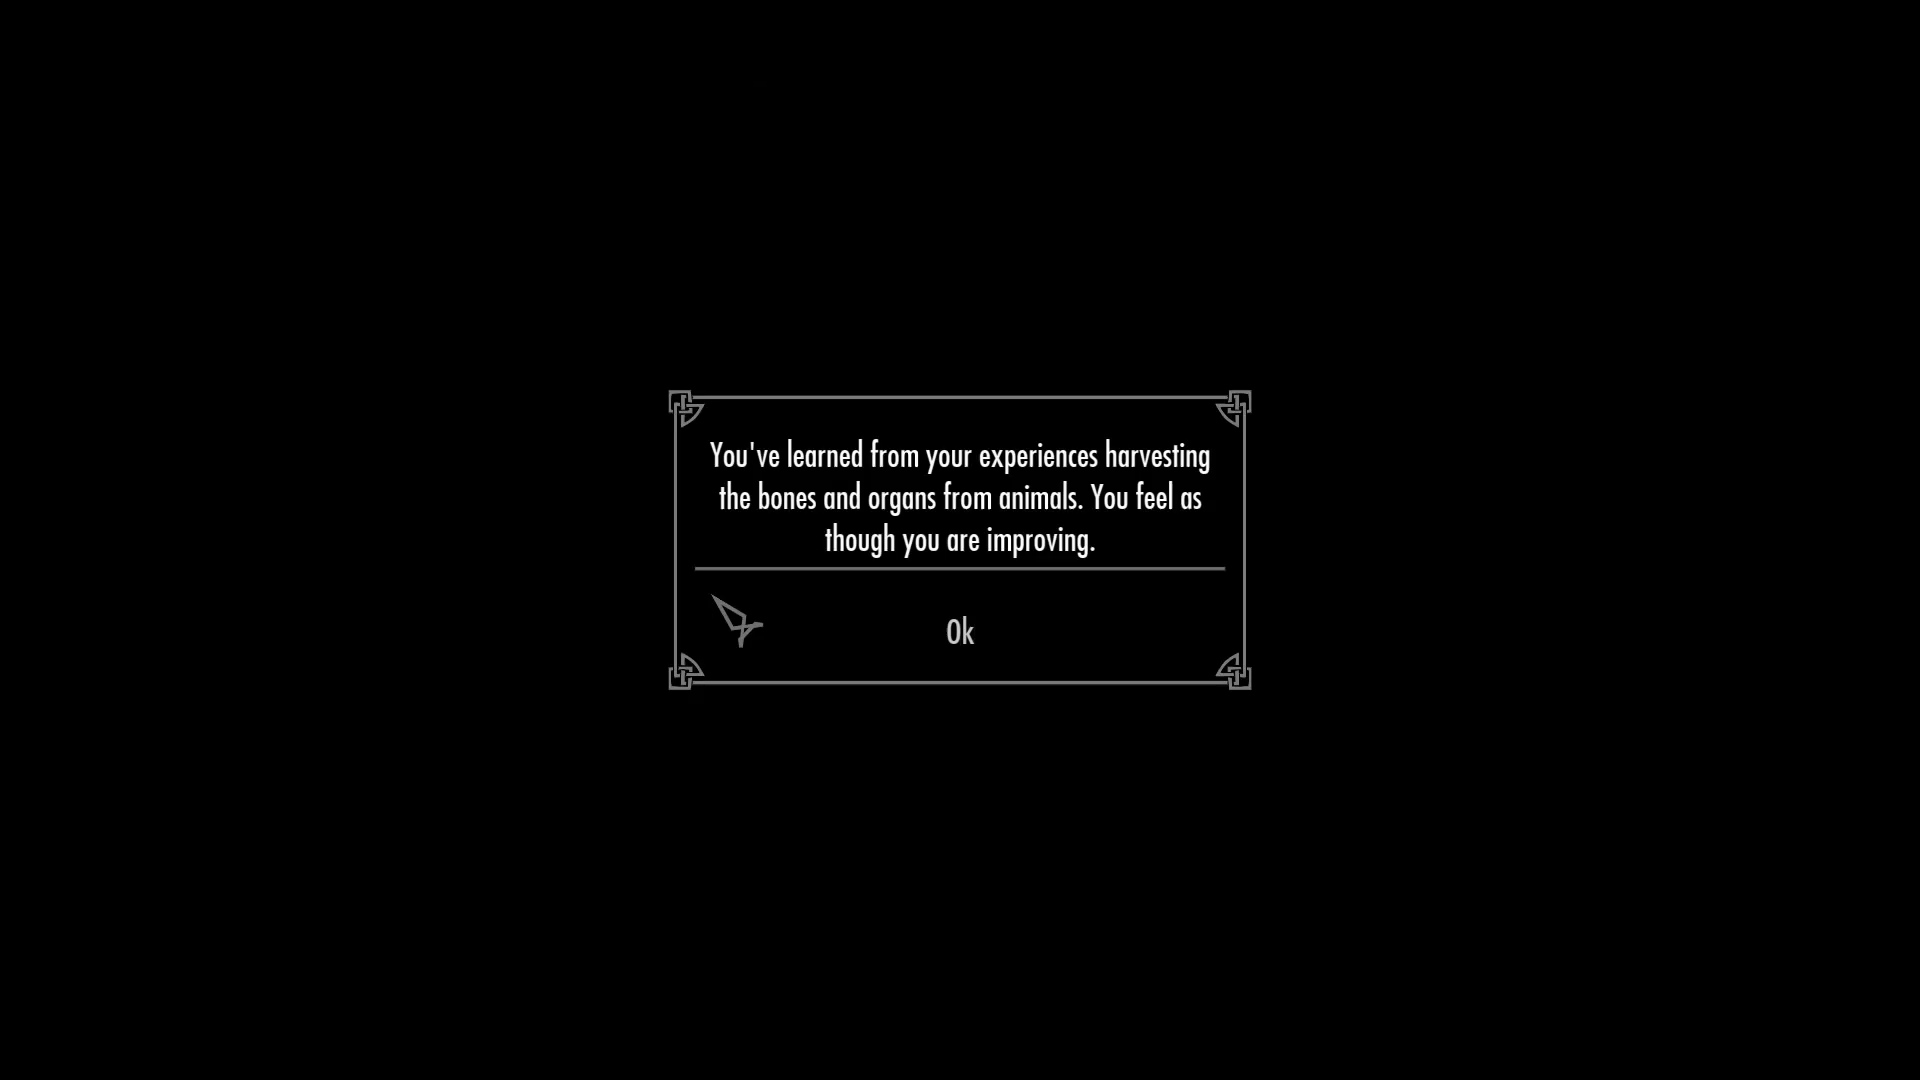 You've learned from your experiences harvesting
the bones and organs from animals. You feel as
though you are improving.
Ok